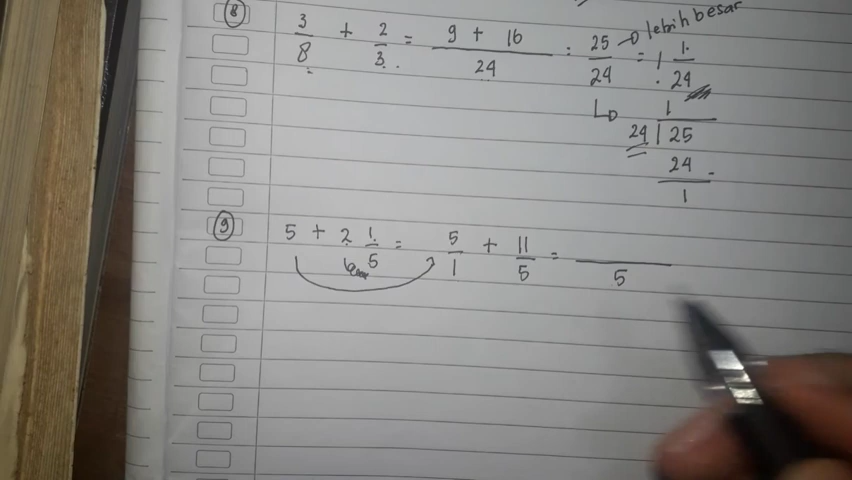 8 3/8 + 2/3 = 9 + 16/24 = 25/24 → lebih besar = 1 1/24
1
24 25
24 -
1
9 5 + 2 1/5 = 5/1 + 11/5 = /5